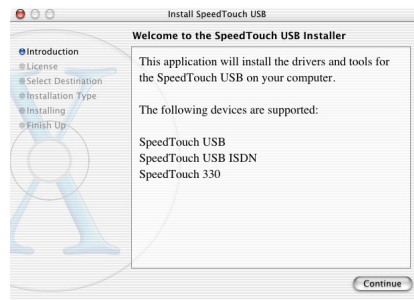 Install SpeedTouch USB
Welcome to the SpeedTouch USB Installer
Introduction
License
Select Destination
Installation Type
Installing
Finish Up
This application will install the drivers and tools for
the SpeedTouch USB on your computer.
The following devices are supported:
SpeedTouch USB
SpeedTouch USB ISDN
SpeedTouch 330
Continue